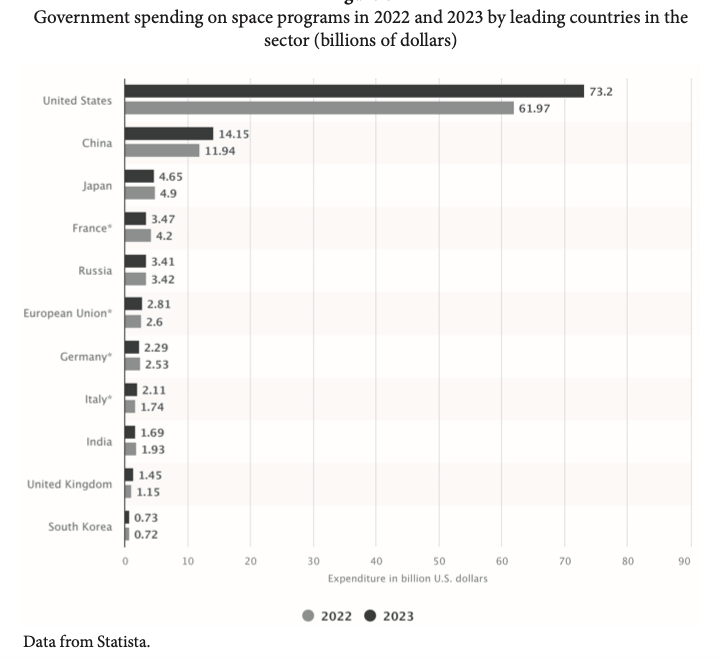 Government spending on space programs in 2022 and 2023 by leading countries in the
sector (billions of dollars)
United States
73.2
61.97
China
14.15
11.94
Japan
4.65
4.9
France*
3.47
4.2
Russia
3.41
3.42
European Union*
2.81
2.6
Germany*
2.29
2.53
Italy*
2.11
1.74
India
1.69
1.93
United Kingdom
1.45
1.15
South Korea
0.73
0.72
0 10 20 30 40 50 60 70 80 90
Expenditure in billion U.S. dollars
2022 2023
Data from Statista.